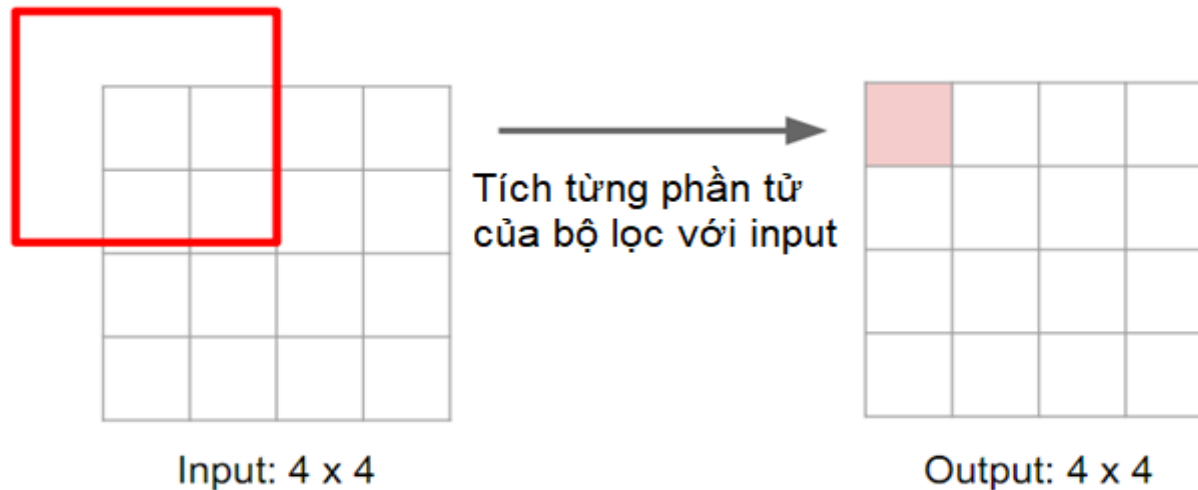 Tích từng phần tử
của bộ lọc với input
Input: 4 x 4
Output: 4 x 4